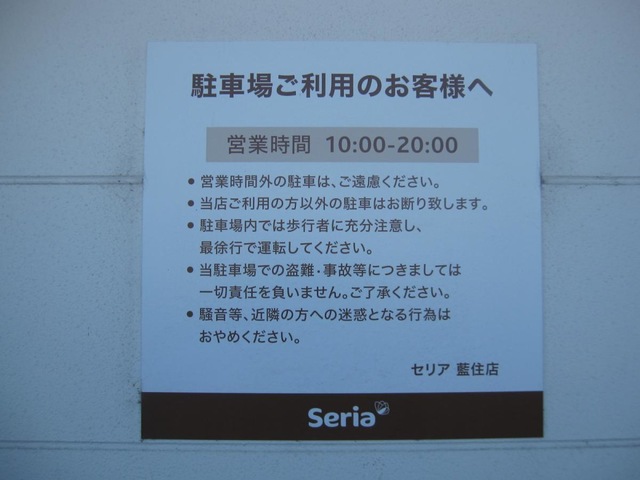 駐車場ご利用のお客様へ
営業時間 10:00-20:00
● 営業時間外の駐車は、ご遠慮ください。
● 当店ご利用の方以外の駐車はお断り致します。
● 駐車場内では歩行者に充分注意し、
最徐行で運転してください。
● 当駐車場での盗難・事故等につきましては
一切責任を負いません。ご了承ください。
● 騒音等、近隣の方への迷惑となる行為は
おやめください。
セリア 藍住店
Seria